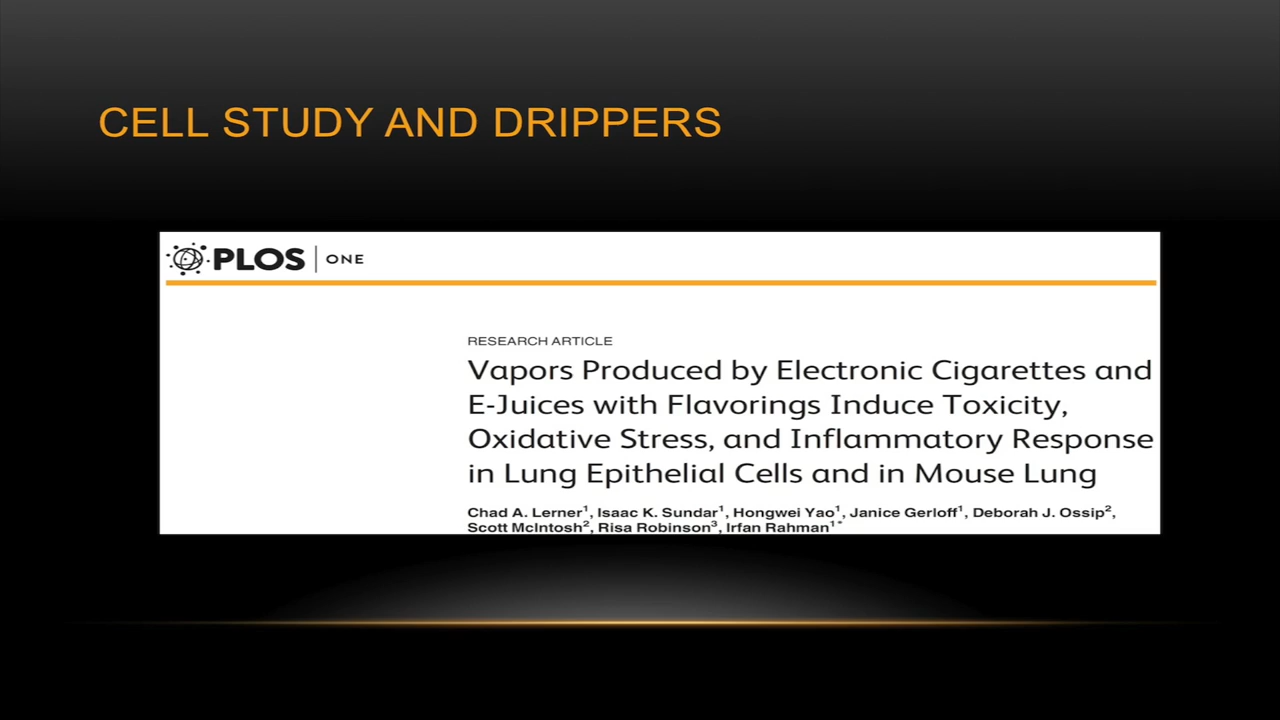 CELL STUDY AND DRIPPERS
PLOS | ONE
RESEARCH ARTICLE
Vapors Produced by Electronic Cigarettes and
E-Juices with Flavorings Induce Toxicity,
Oxidative Stress, and Inflammatory Response
in Lung Epithelial Cells and in Mouse Lung
Chad A. Lerner¹, Isaac K. Sundar¹, Hongwei Yao¹, Janice Gerloff¹, Deborah J. Ossip²,
Scott McIntosh², Risa Robinson³, Irfan Rahman¹*